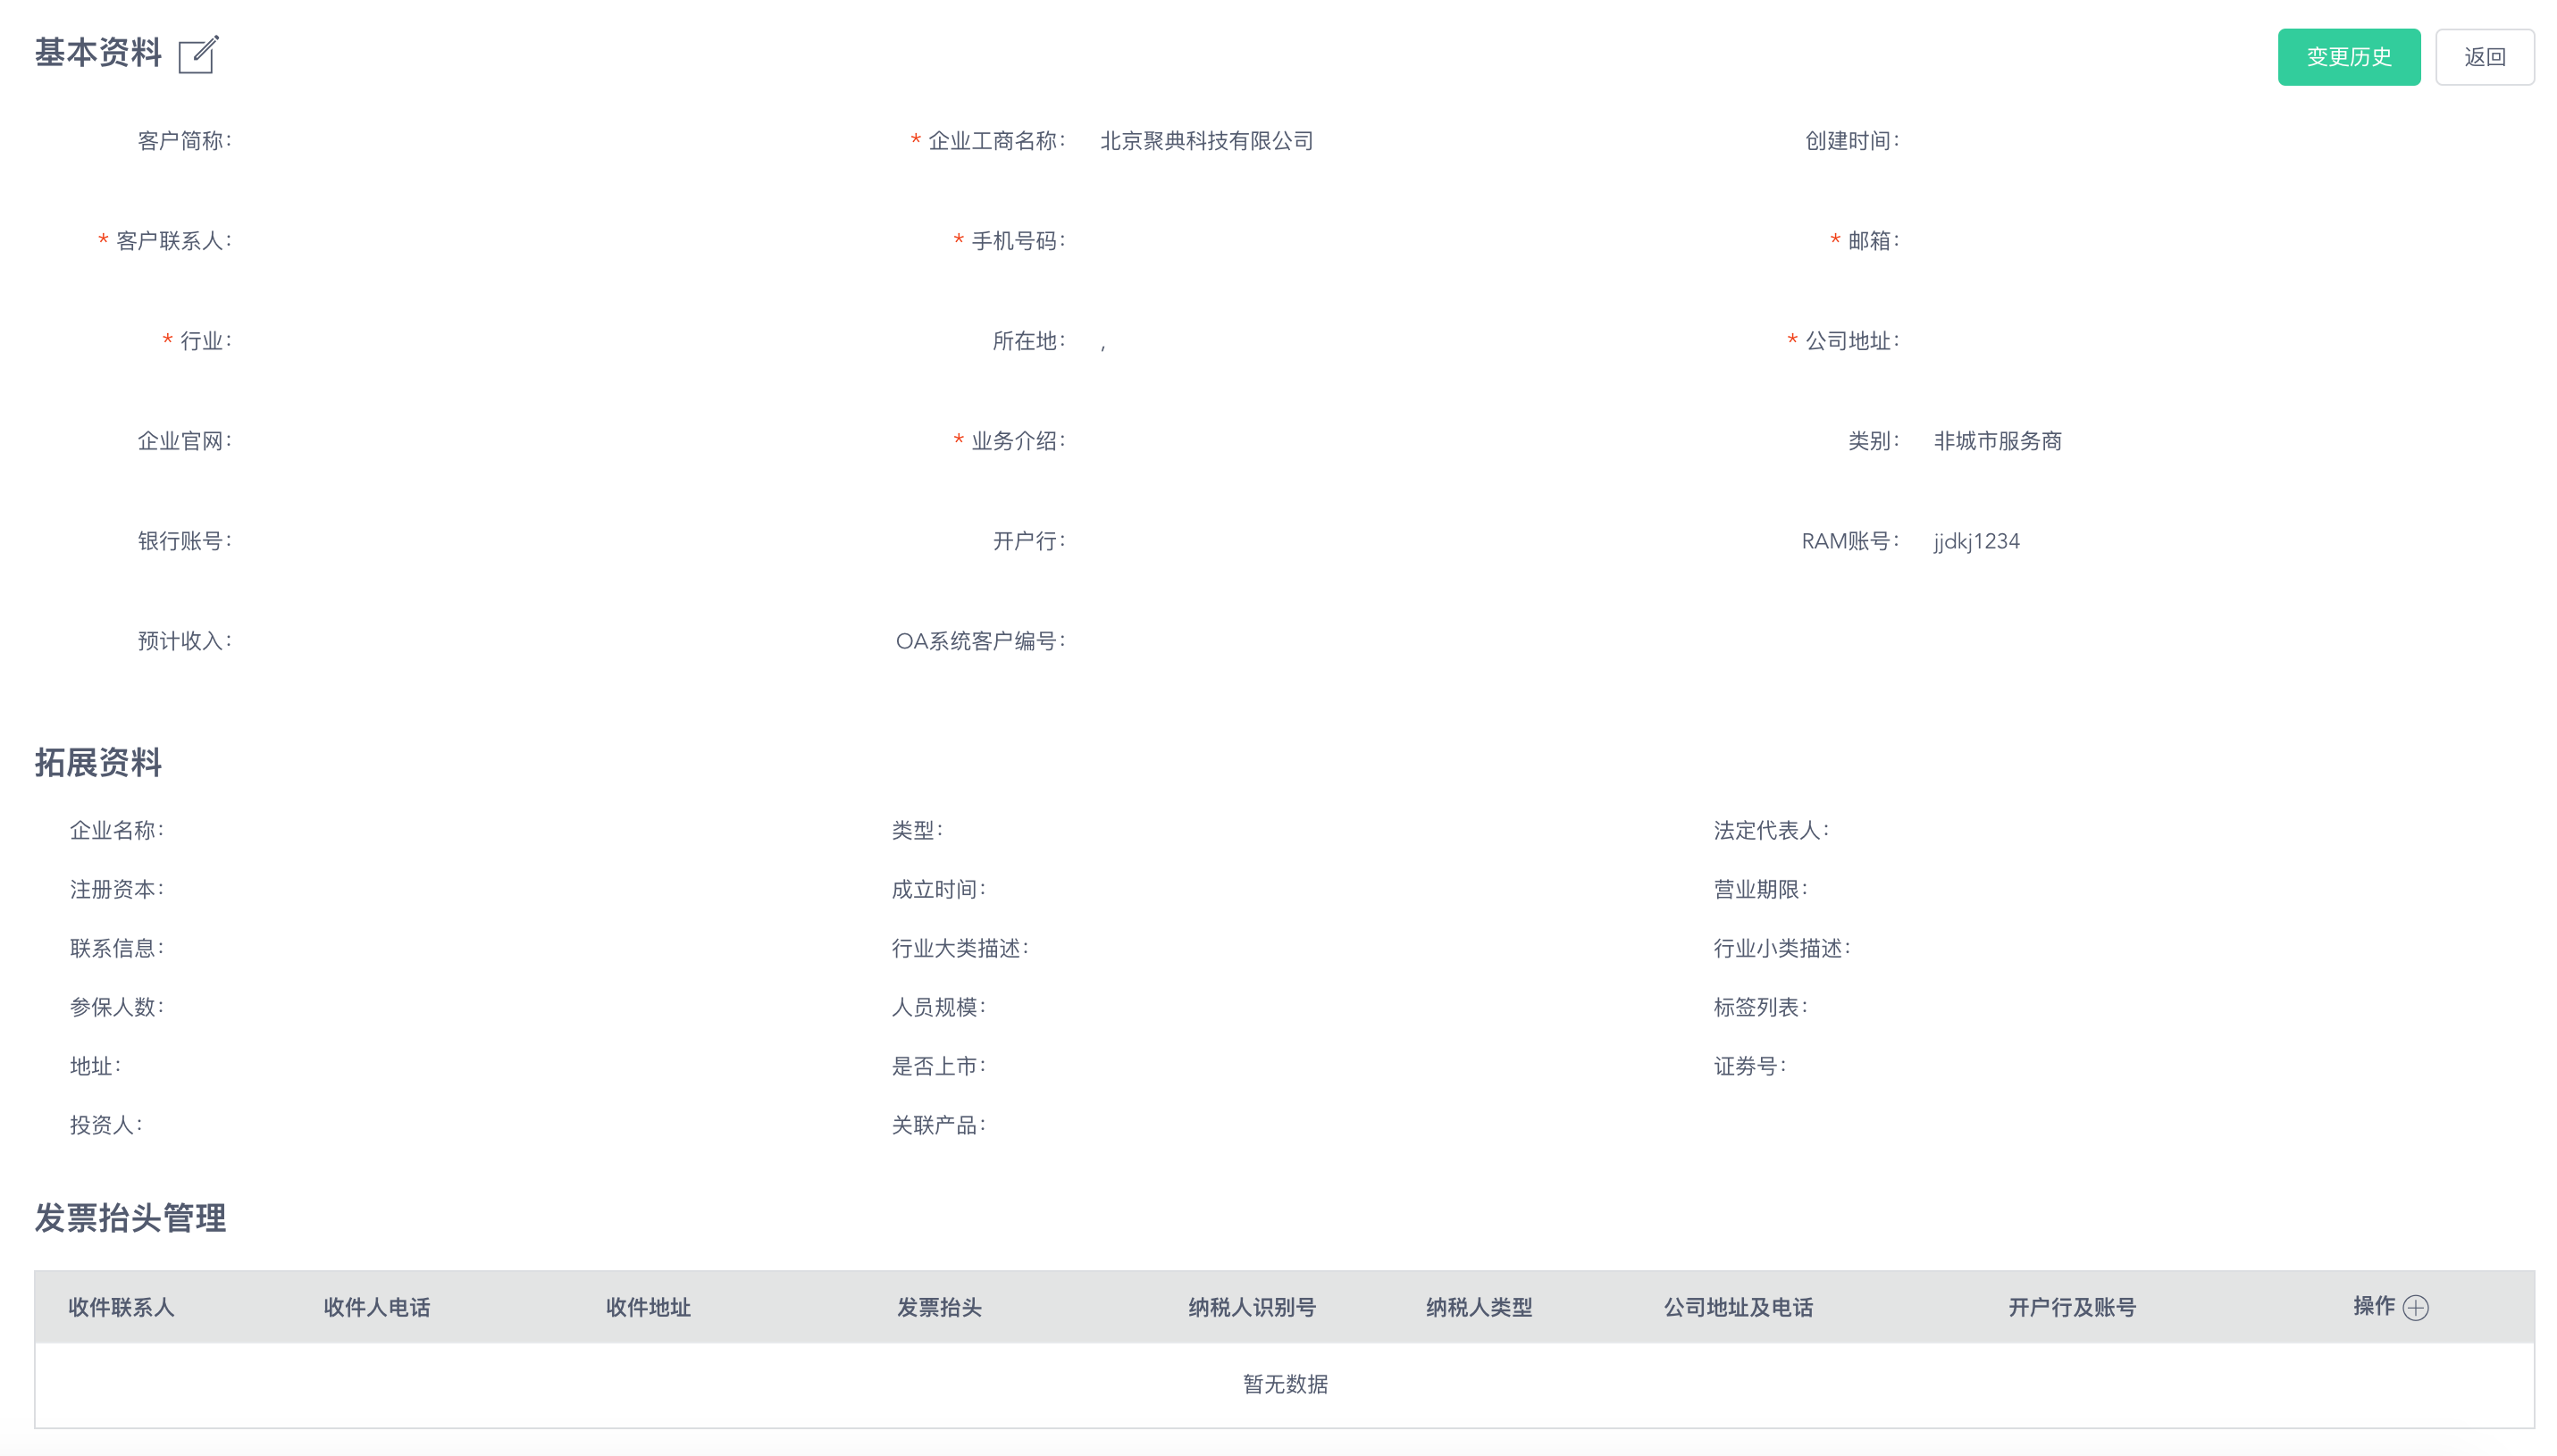 基本资料
变更历史 返回
客户简称: * 企业工商名称: 北京聚典科技有限公司 创建时间:
* 客户联系人: * 手机号码: * 邮箱:
* 行业: 所在地: , * 公司地址:
企业官网: * 业务介绍: 类别: 非城市服务商
银行账号: 开户行: RAM账号: jjdkj1234
预计收入: OA系统客户编号:
拓展资料
企业名称: 类型: 法定代表人:
注册资本: 成立时间: 营业期限:
联系信息: 行业大类描述: 行业小类描述:
参保人数: 人员规模: 标签列表:
地址: 是否上市: 证券号:
投资人: 关联产品:
发票抬头管理
收件联系人 收件人电话 收件地址 发票抬头 纳税人识别号 纳税人类型 公司地址及电话 开户行及账号 操作
暂无数据